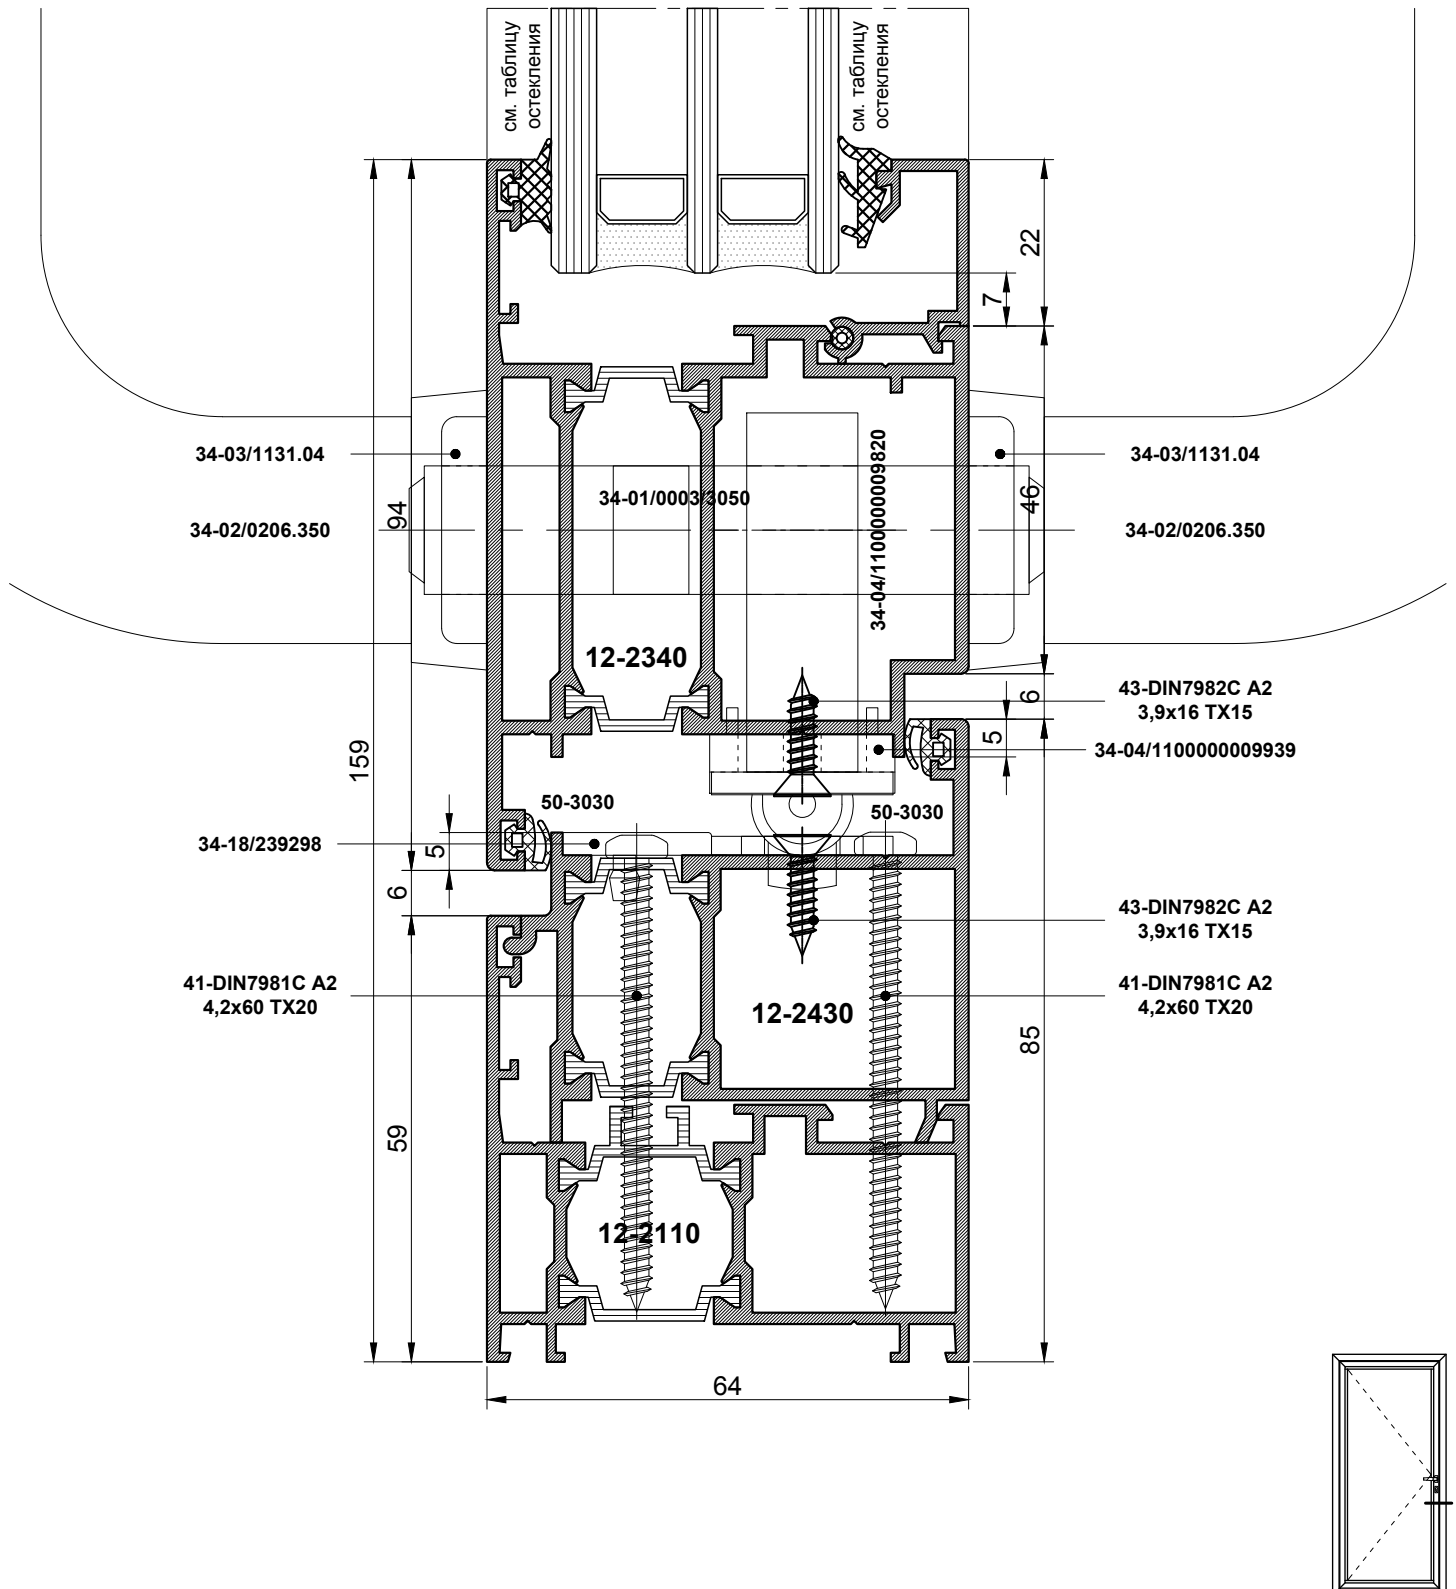 см. таблицу
остекления
см. таблицу
остекления
22
7
34-03/1131.04
34-03/1131.04
34-01/0003/3050
34-04/1100000009820
46
94
34-02/0206.350
34-02/0206.350
12-2340
43-DIN7982C A2
3,9x16 TX15
6
5
34-04/1100000009939
159
50-3030
50-3030
34-18/239298
5
6
43-DIN7982C A2
3,9x16 TX15
41-DIN7981C A2
4,2x60 TX20
41-DIN7981C A2
4,2x60 TX20
12-2430
85
59
12-2110
64